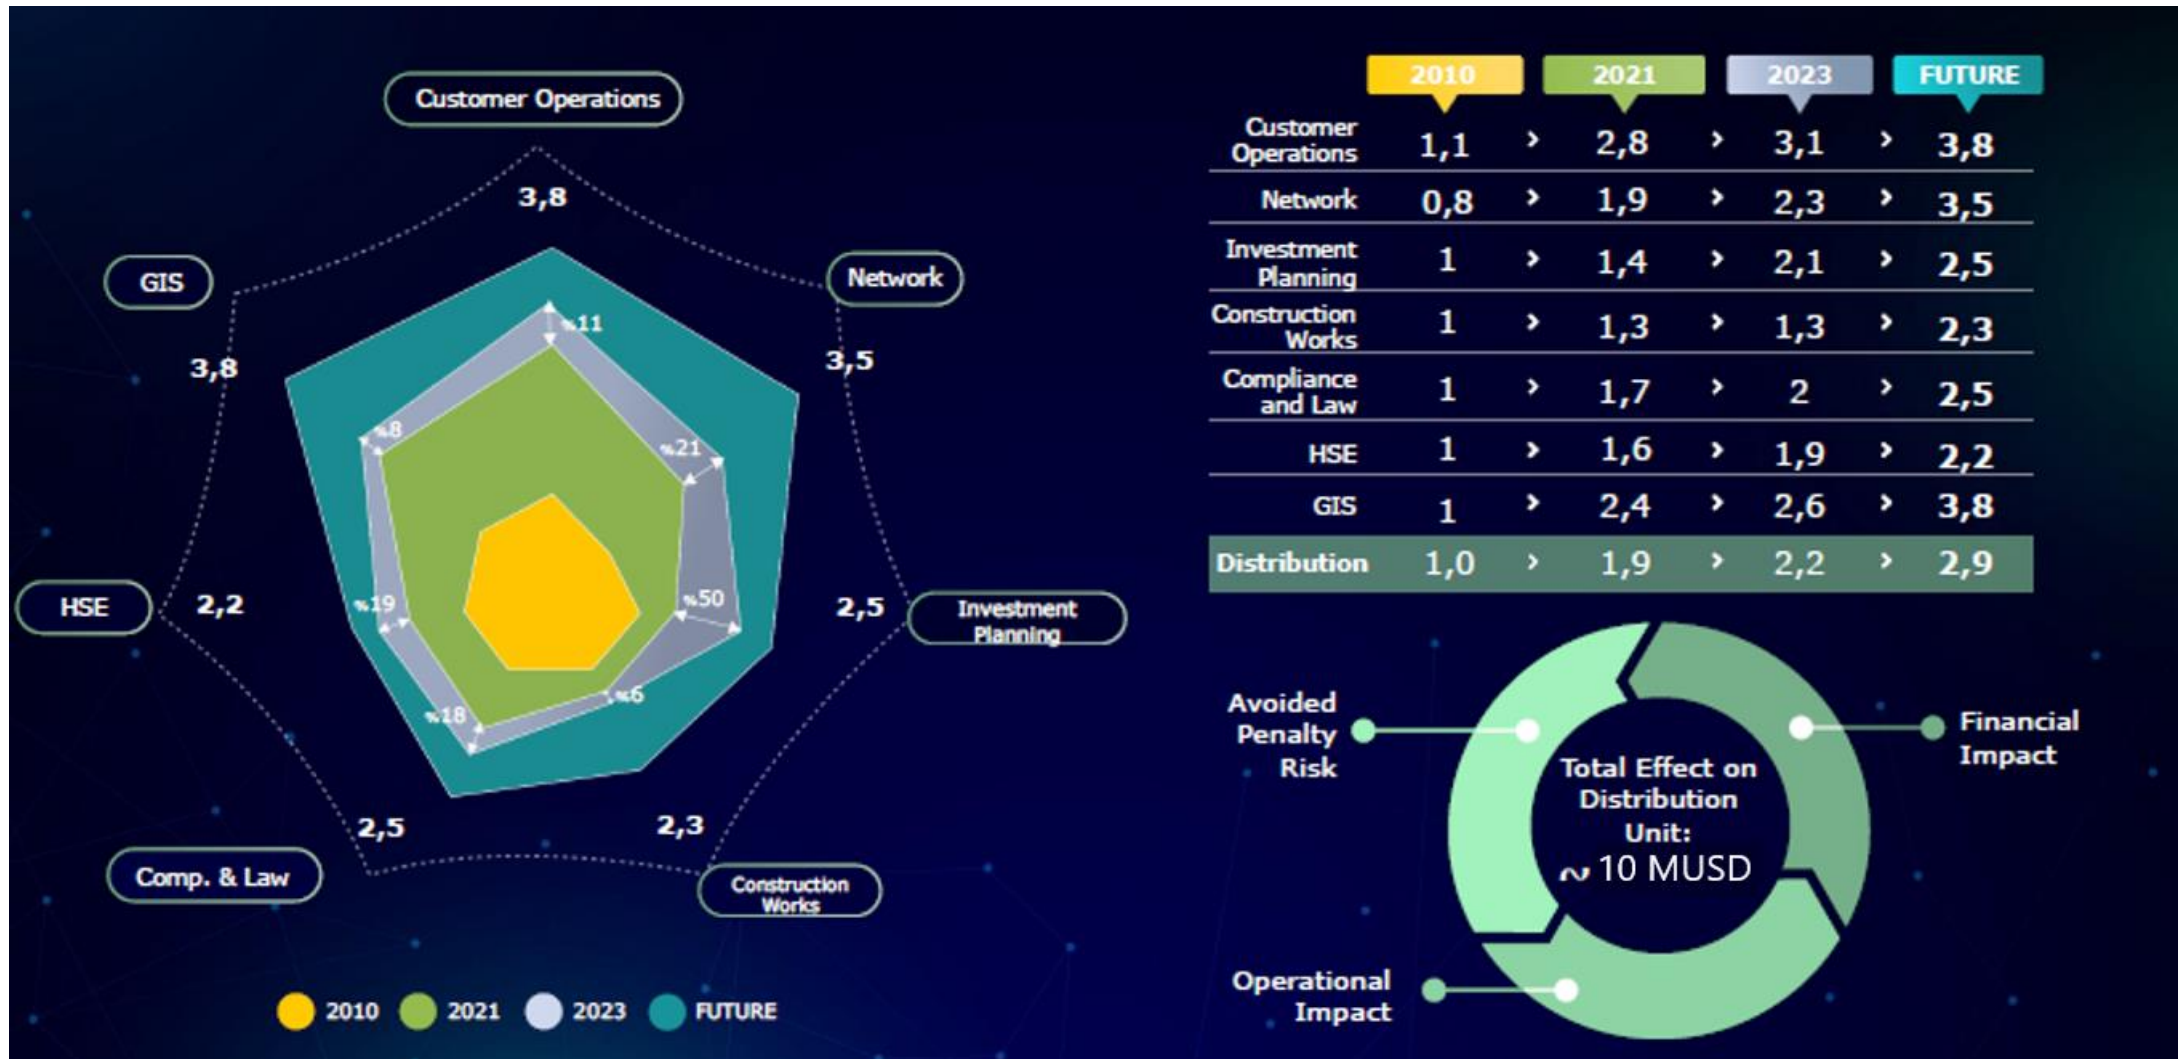 Customer Operations
3,8
GIS
Network
3,8
3,5
%11
%8
%21
HSE
2,2
%19
%50
2,5
Investment
Planning
%18
%6
2,5
2,3
Comp. & Law
Construction
Works
2010
2021
2023
FUTURE
2010 2021 2023 FUTURE
Customer
Operations 1,1 > 2,8 > 3,1 > 3,8
Network 0,8 > 1,9 > 2,3 > 3,5
Investment
Planning 1 > 1,4 > 2,1 > 2,5
Construction
Works 1 > 1,3 > 1,3 > 2,3
Compliance
and Law 1 > 1,7 > 2 > 2,5
HSE 1 > 1,6 > 1,9 > 2,2
GIS 1 > 2,4 > 2,6 > 3,8
Distribution 1,0 > 1,9 > 2,2 > 2,9
Avoided
Penalty
Risk
Financial
Impact
Total Effect on
Distribution
Unit:
~ 10 MUSD
Operational
Impact